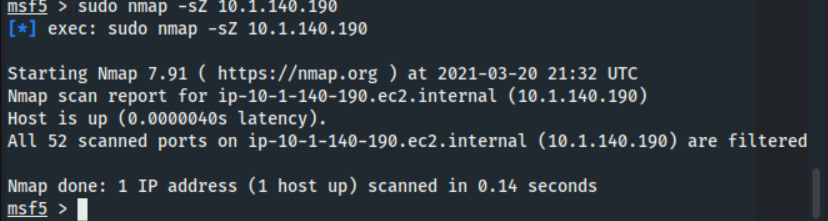 msf5 > sudo nmap -sZ 10.1.140.190
[*] exec: sudo nmap -sZ 10.1.140.190
Starting Nmap 7.91 ( https://nmap.org ) at 2021-03-20 21:32 UTC
Nmap scan report for ip-10-1-140-190.ec2.internal (10.1.140.190)
Host is up (0.0000040s latency).
All 52 scanned ports on ip-10-1-140-190.ec2.internal (10.1.140.190) are filtered
Nmap done: 1 IP address (1 host up) scanned in 0.14 seconds
msf5 >